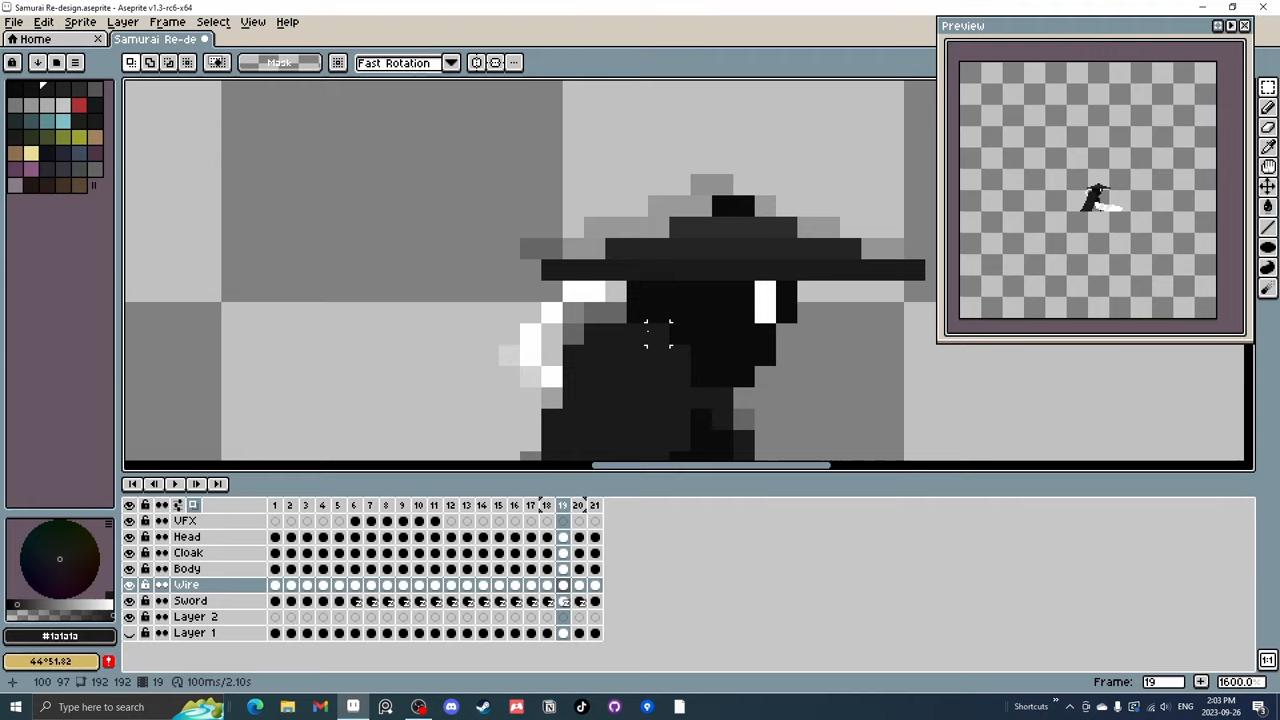 Samurai Re-design.aseprite - Aseprite v1.3-rc6-x64
File Edit Sprite Layer Frame Select View Help
Home Samurai Re-de
Mask Fast Rotation
Preview
1 2 3 4 5 6 7 8 9 10 11 12 13 14 15 16 17 18 19 20 21
VFX
Head
Cloak
Body
Wire
Sword
Layer 2
Layer 1
#1a1a1a
1:1
100 97 192 192 19 100ms/2.10s Frame: 19 1600.0%
Type here to search Shortcuts ENG 2:03 PM
2023-09-26